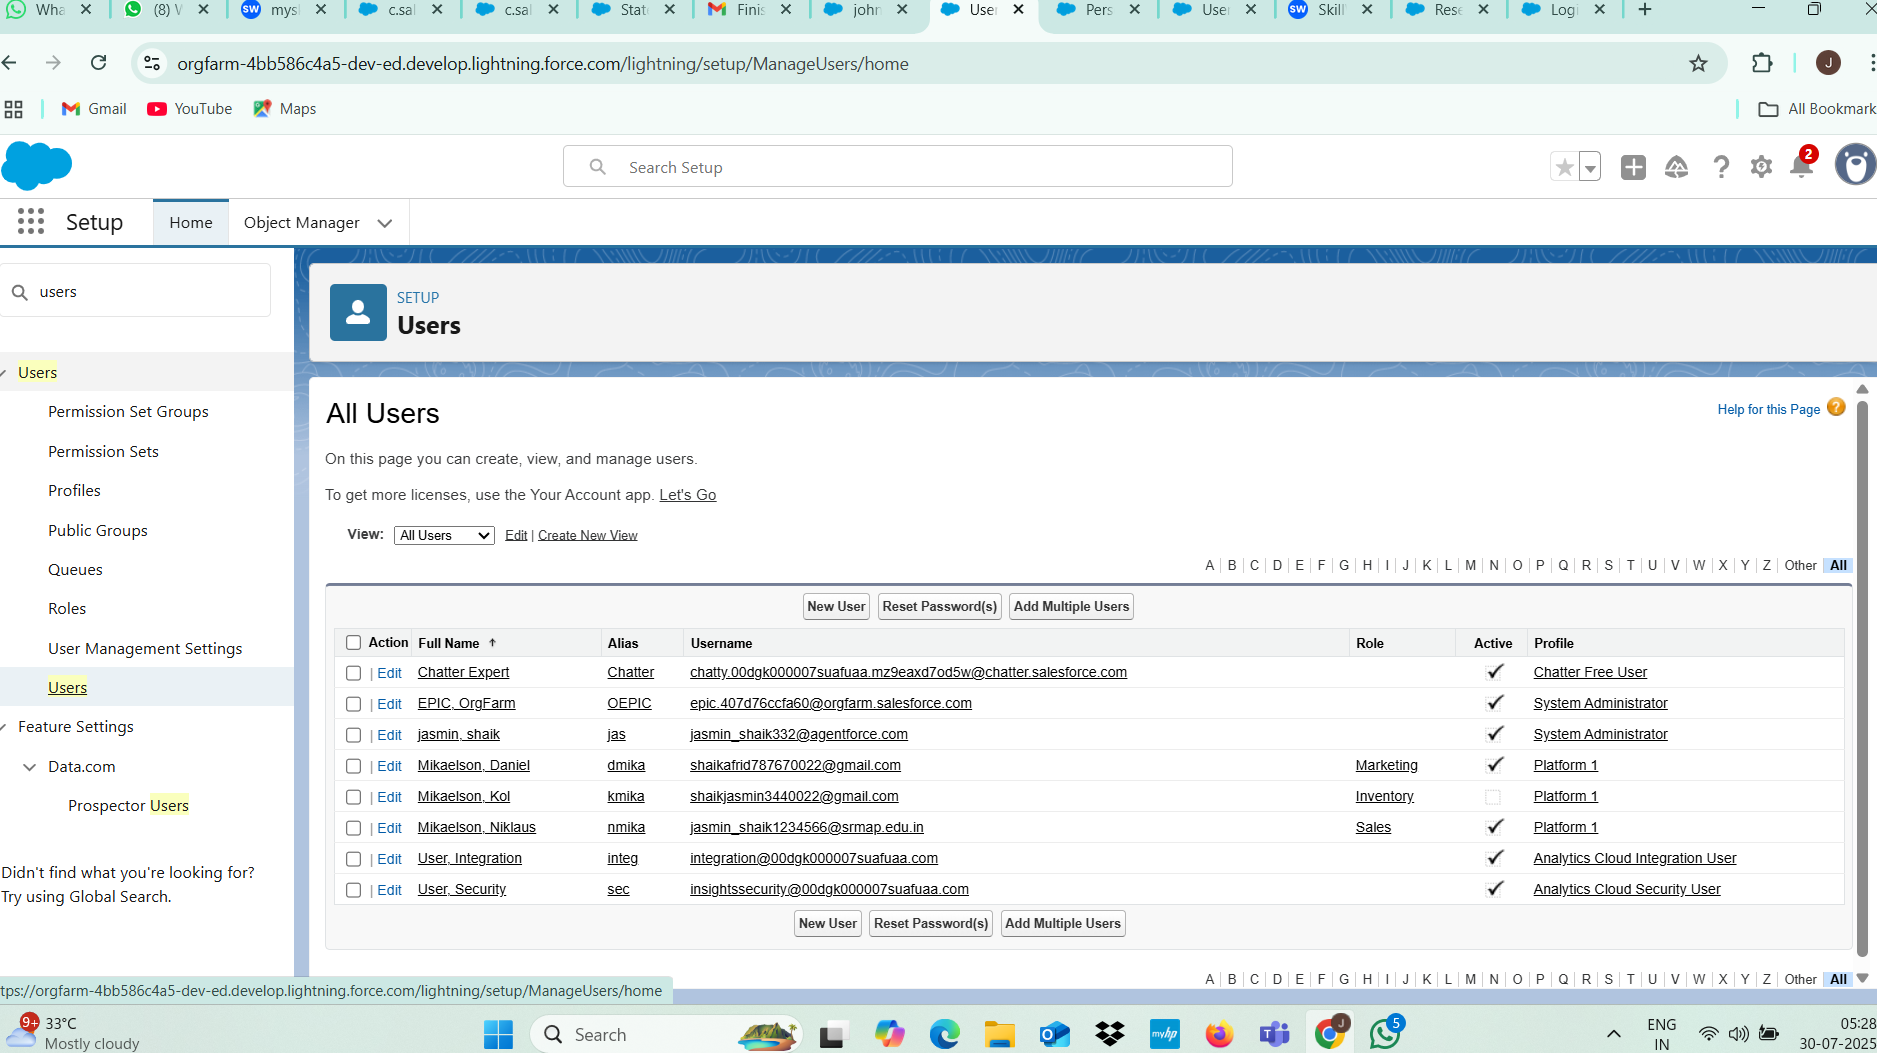 Wha
(8) W
mysl
c.sal
c.sal
Stat
Finis
john
User
Pers
User
Skill
Rese
Logi
orgfarm-4bb586c4a5-dev-ed.develop.lightning.force.com/lightning/setup/ManageUsers/home
J
Gmail
YouTube
Maps
All Bookmark
Search Setup
2
Setup
Home
Object Manager
users
SETUP
Users
Users
Permission Set Groups
Permission Sets
Profiles
Public Groups
Queues
Roles
User Management Settings
Users
Feature Settings
Data.com
Prospector Users
Didn't find what you're looking for?
Try using Global Search.
All Users
Help for this Page ?
On this page you can create, view, and manage users.
To get more licenses, use the Your Account app. Let's Go
View: All Users Edit | Create New View
A B C D E F G H I J K L M N O P Q R S T U V W X Y Z Other All
New User Reset Password(s) Add Multiple Users
Action Full Name ↑ Alias Username Role Active Profile
| Edit Chatter Expert Chatter chatty.00dgk000007suafuaa.mz9eaxd7od5w@chatter.salesforce.com Chatter Free User
| Edit EPIC, OrgFarm OEPIC epic.407d76ccfa60@orgfarm.salesforce.com System Administrator
| Edit jasmin, shaik jas jasmin_shaik332@agentforce.com System Administrator
| Edit Mikaelson, Daniel dmika shaikafrid787670022@gmail.com Marketing Platform 1
| Edit Mikaelson, Kol kmika shaikjasmin3440022@gmail.com Inventory Platform 1
| Edit Mikaelson, Niklaus nmika jasmin_shaik1234566@srmap.edu.in Sales Platform 1
| Edit User, Integration integ integration@00dgk000007suafuaa.com Analytics Cloud Integration User
| Edit User, Security sec insightssecurity@00dgk000007suafuaa.com Analytics Cloud Security User
New User Reset Password(s) Add Multiple Users
A B C D E F G H I J K L M N O P Q R S T U V W X Y Z Other All
tps://orgfarm-4bb586c4a5-dev-ed.develop.lightning.force.com/lightning/setup/ManageUsers/home
9+
33°C
Mostly cloudy
Search
myhp
J
5
ENG
IN
05:28
30-07-2025